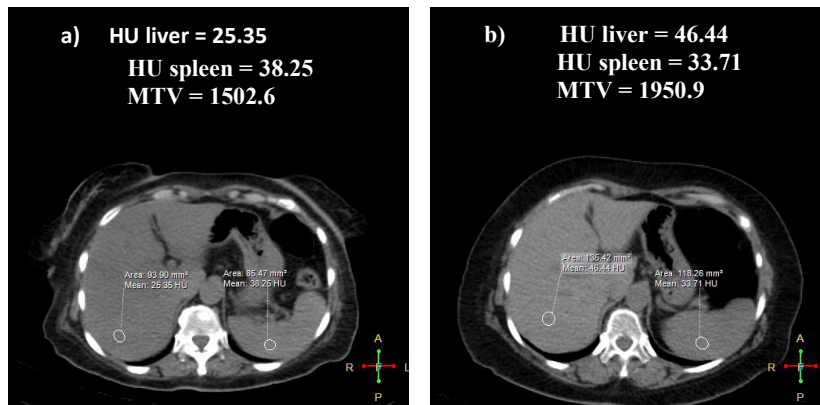 a) HU liver = 25.35
HU spleen = 38.25
MTV = 1502.6
Area: 93.90 mm²
Mean: 25.35 HU
Area: 85.47 mm²
Mean: 38.25 HU
A
R F L
P
b) HU liver = 46.44
HU spleen = 33.71
MTV = 1950.9
Area: 135.42 mm²
Mean: 46.44 HU
Area: 118.26 mm²
Mean: 33.71 HU
A
R F
P